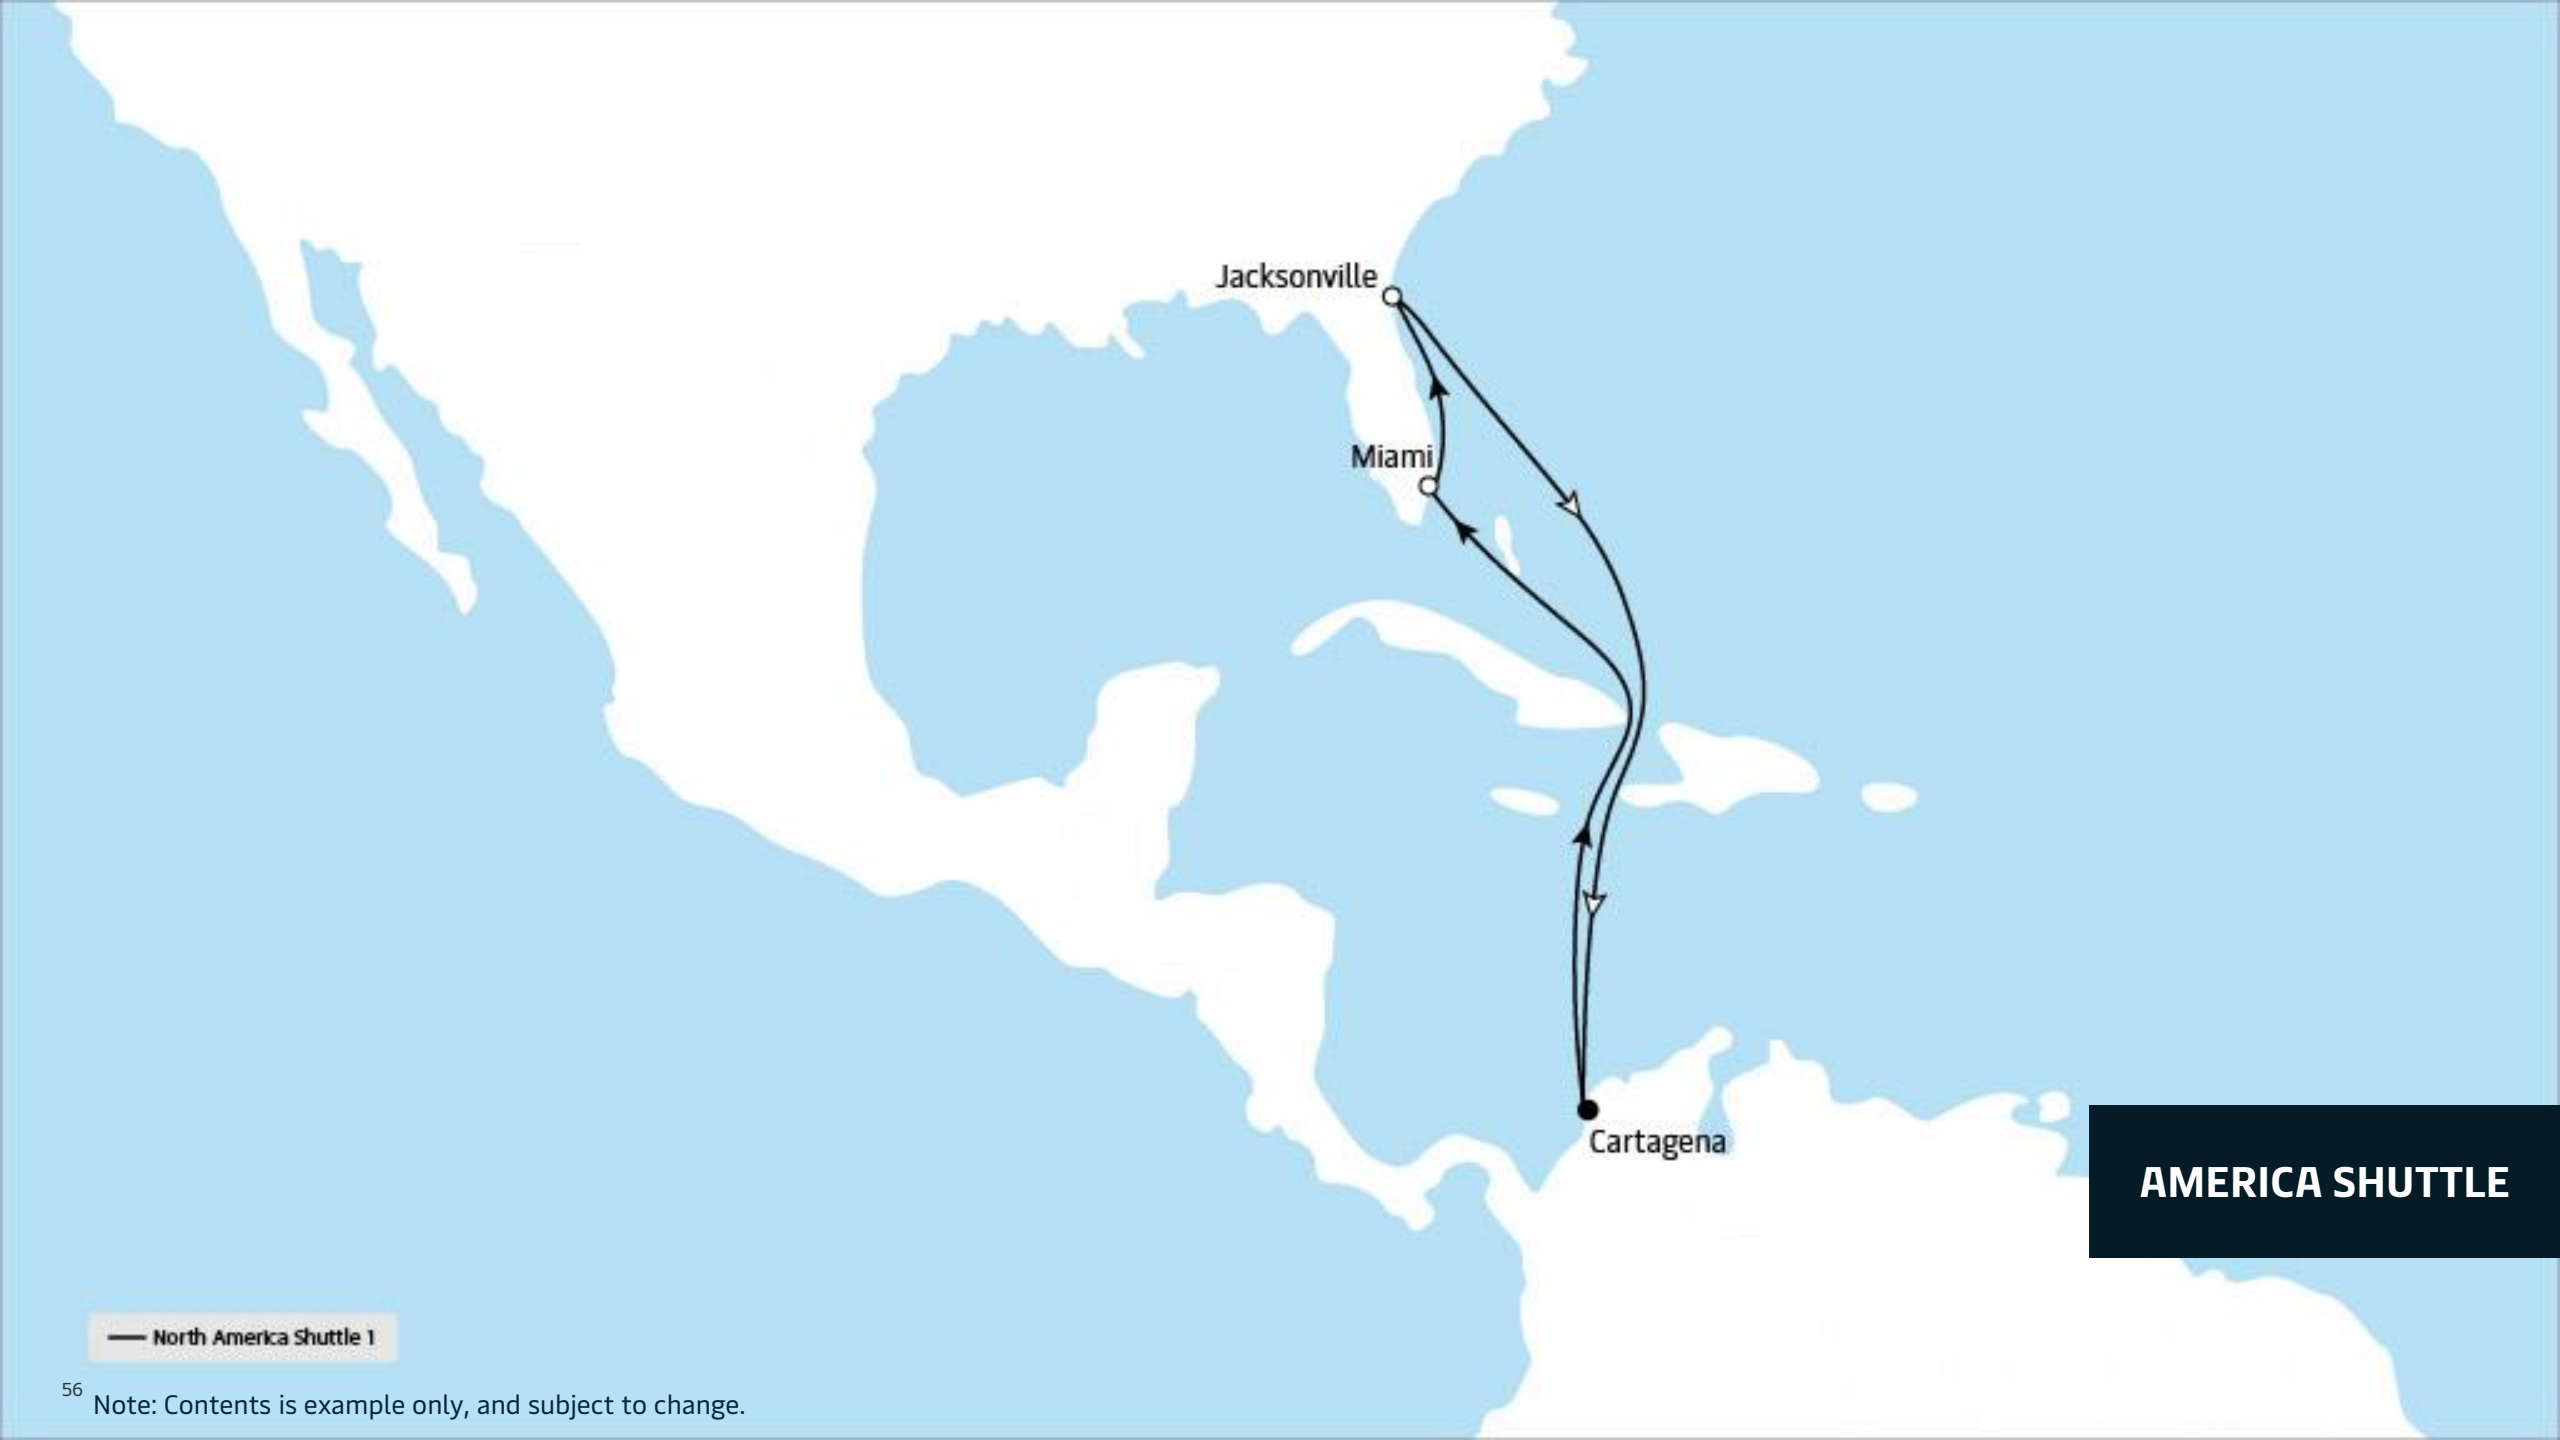 Jacksonville
Miami
Cartagena
AMERICA SHUTTLE
North America Shuttle 1
56
Note: Contents is example only, and subject to change.